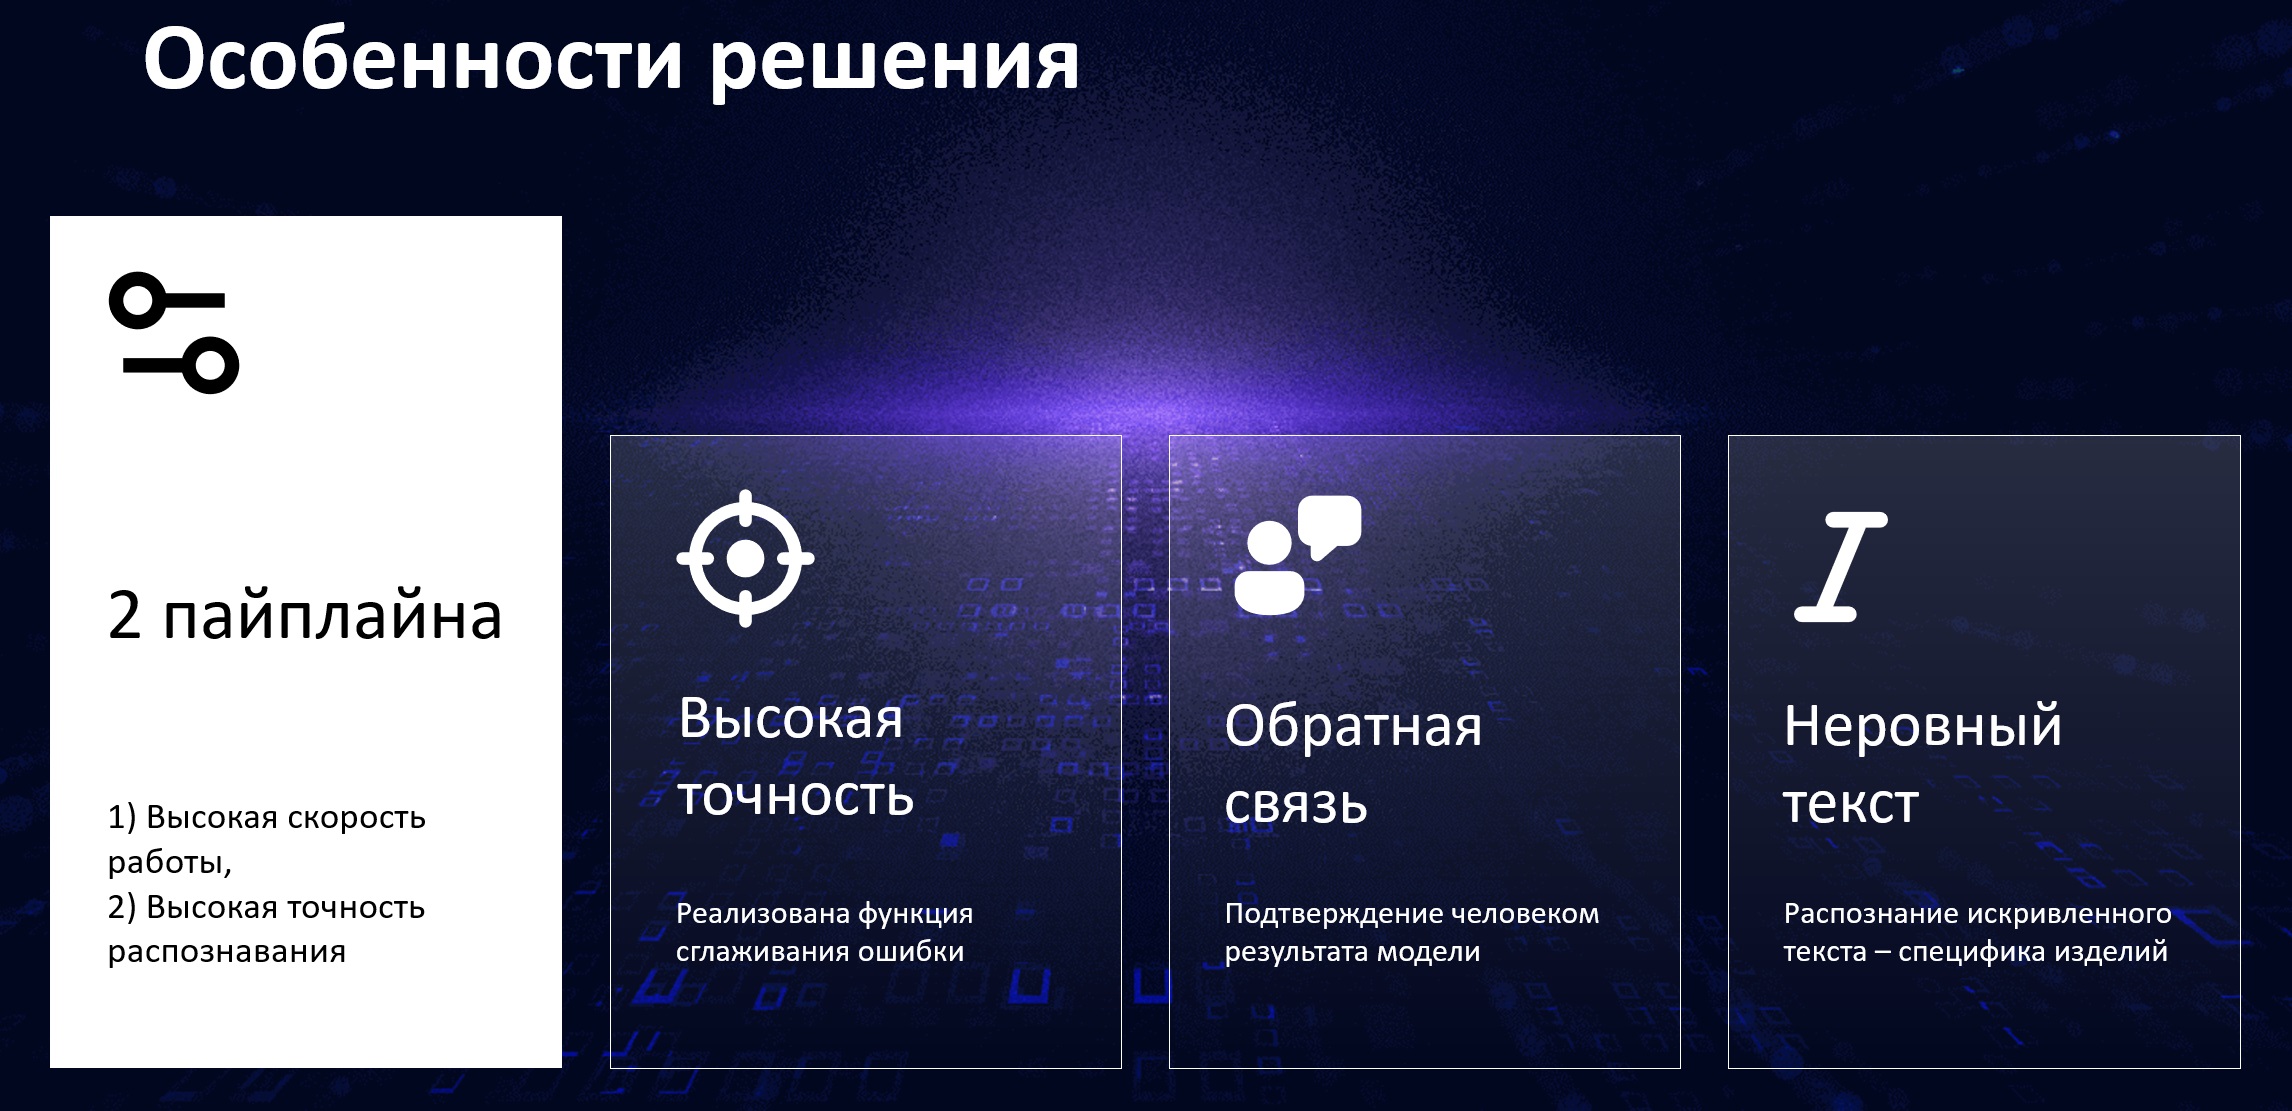 Особенности решения
2 пайплайна
1) Высокая скорость
работы,
2) Высокая точность
распознавания
Высокая
точность
Реализована функция
сглаживания ошибки
Обратная
связь
Подтверждение человеком
результата модели
Неровный
текст
Распознание искривленного
текста – специфика изделий